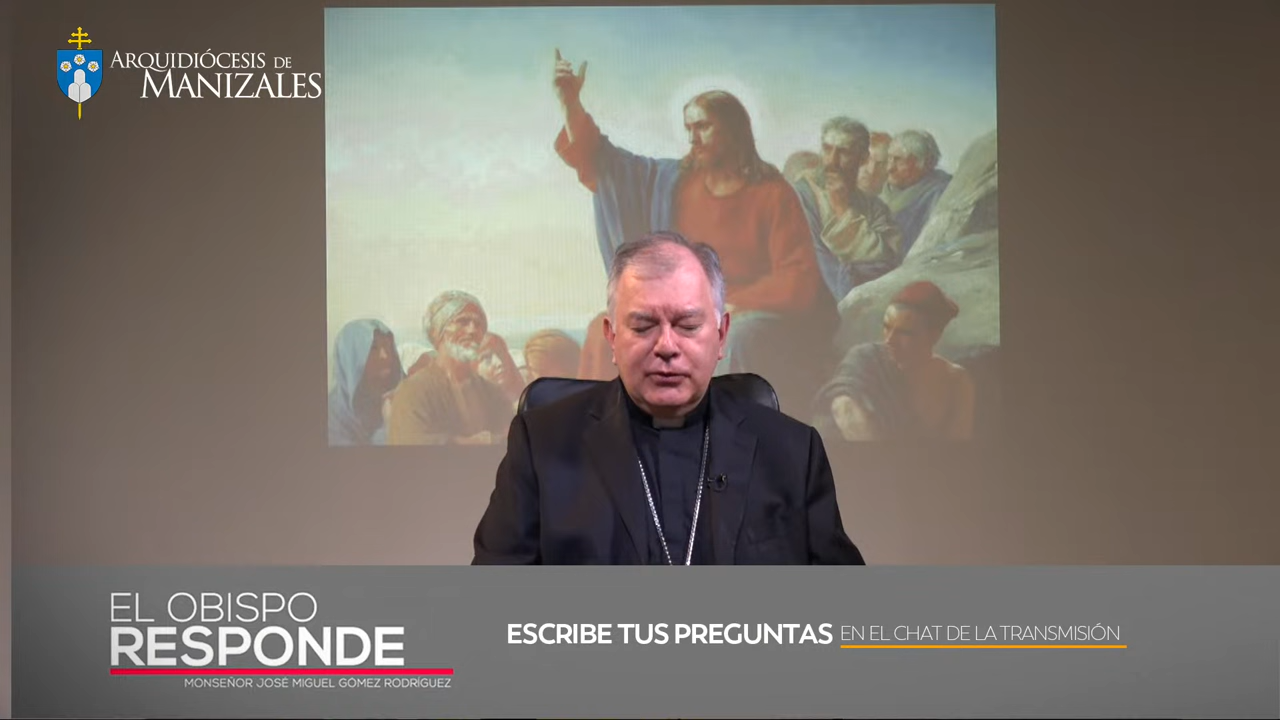 ARQUIDIÓCESIS DE
MANIZALES
EL OBISPO
RESPONDE
MONSEÑOR JOSÉ MIGUEL GÓMEZ RODRÍGUEZ
ESCRIBE TUS PREGUNTAS EN EL CHAT DE LA TRANSMISIÓN